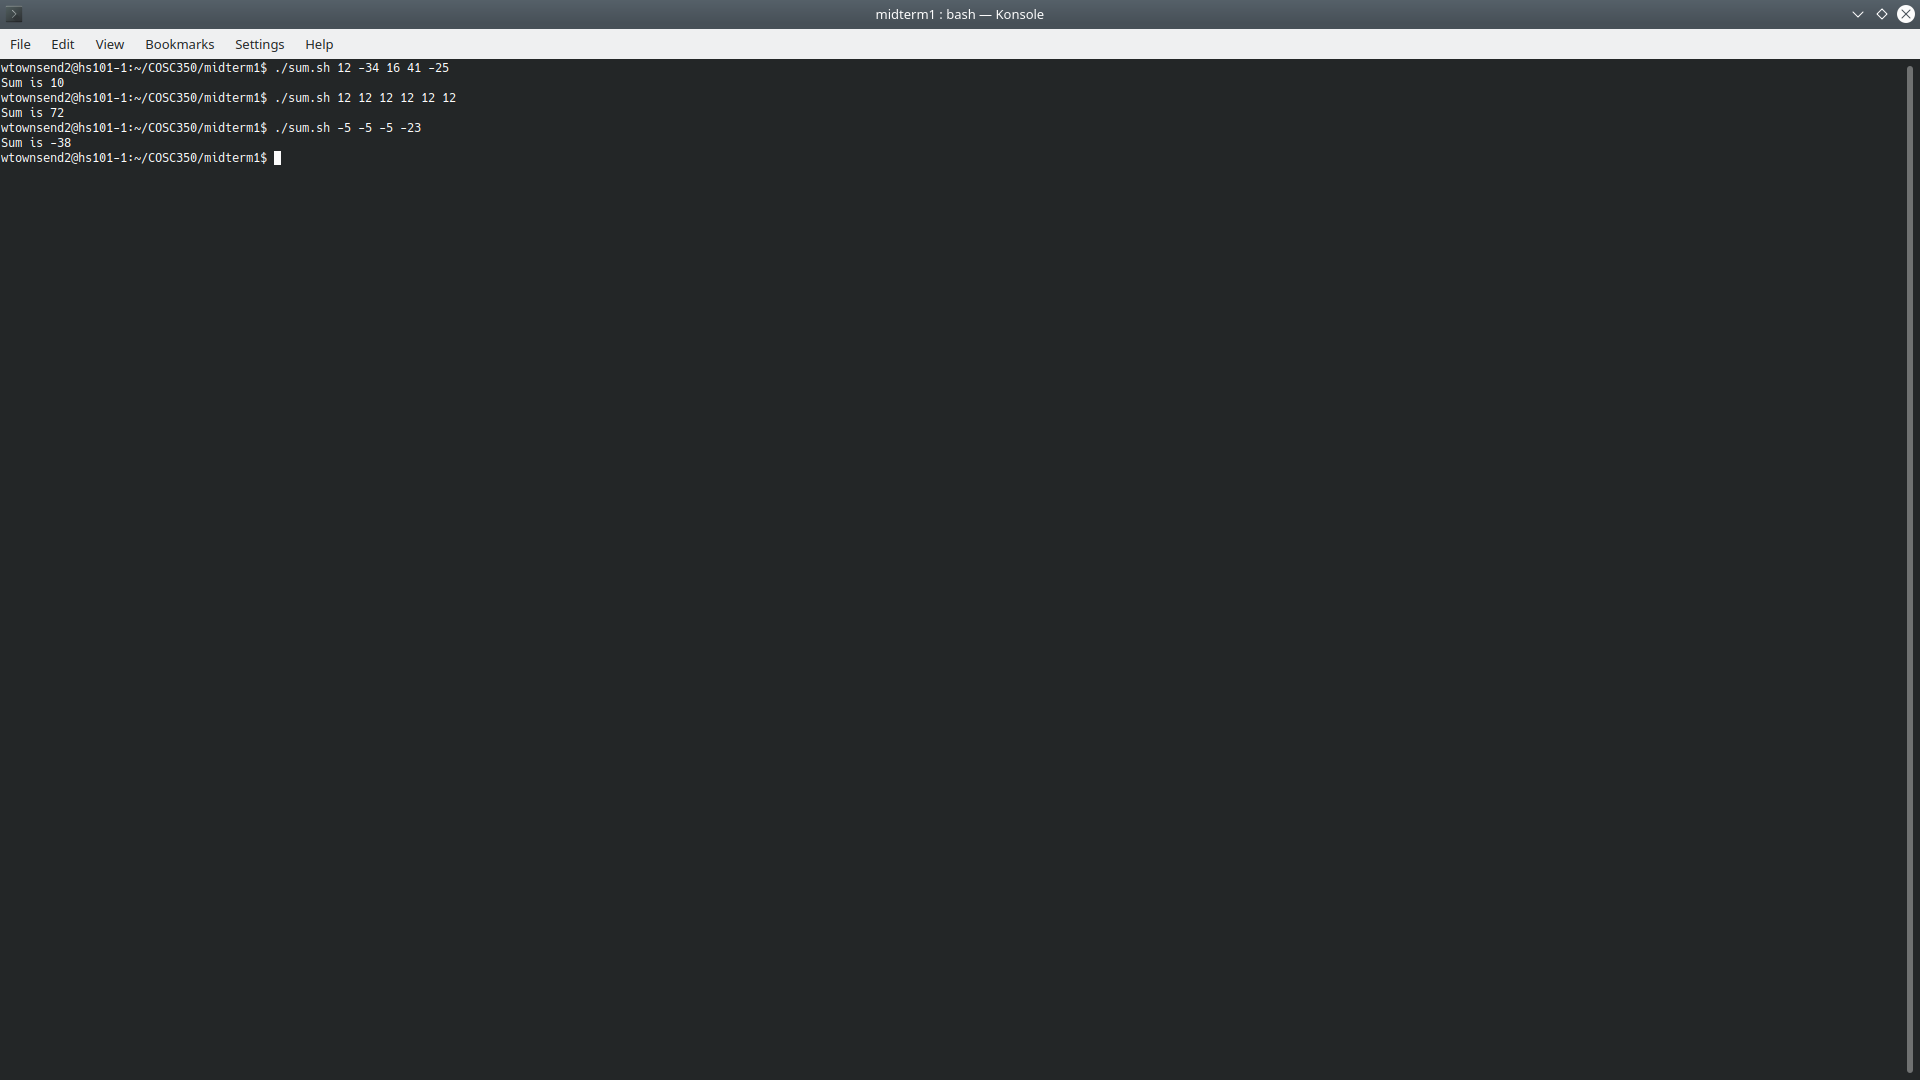 midterm1 : bash — Konsole
File Edit View Bookmarks Settings Help
wtownsend2@hs101-1:~/COSC350/midterm1$ ./sum.sh 12 -34 16 41 -25
Sum is 10
wtownsend2@hs101-1:~/COSC350/midterm1$ ./sum.sh 12 12 12 12 12 12
Sum is 72
wtownsend2@hs101-1:~/COSC350/midterm1$ ./sum.sh -5 -5 -5 -23
Sum is -38
wtownsend2@hs101-1:~/COSC350/midterm1$